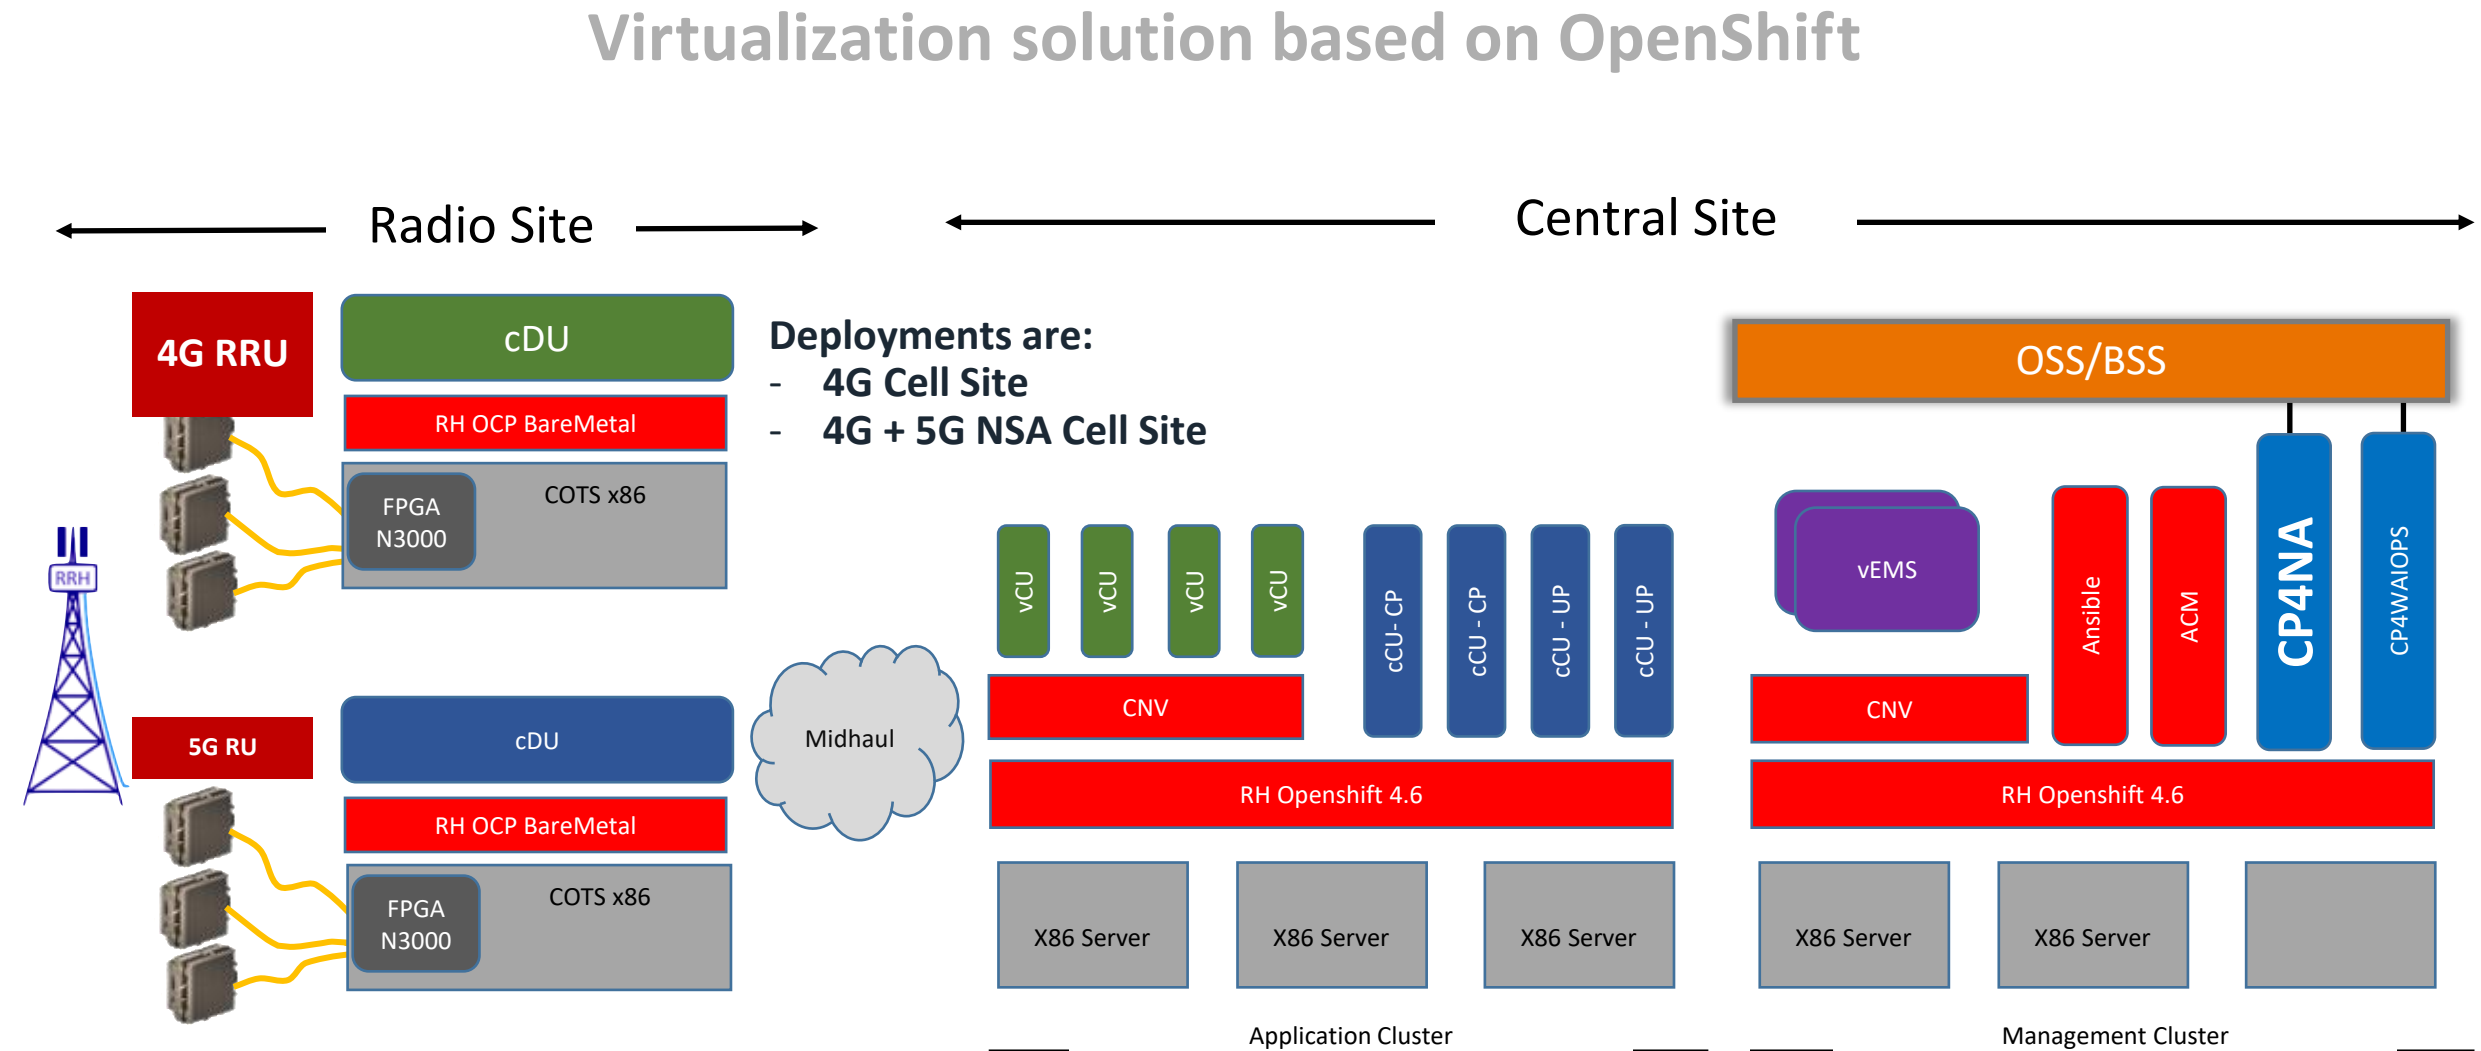 Virtualization solution based on OpenShift
Radio Site
Central Site
4G RRU
cDU
RH OCP BareMetal
COTS x86
FPGA
N3000
RRH
5G RU
cDU
RH OCP BareMetal
COTS x86
FPGA
N3000
Deployments are:
- 4G Cell Site
- 4G + 5G NSA Cell Site
Midhaul
vCU
vCU
vCU
vCU
cCU- CP
cCU - CP
cCU - UP
cCU - UP
CNV
RH Openshift 4.6
X86 Server
X86 Server
X86 Server
Application Cluster
OSS/BSS
vEMS
Ansible
ACM
CP4NA
CP4WAIOPS
CNV
RH Openshift 4.6
X86 Server
X86 Server
Management Cluster